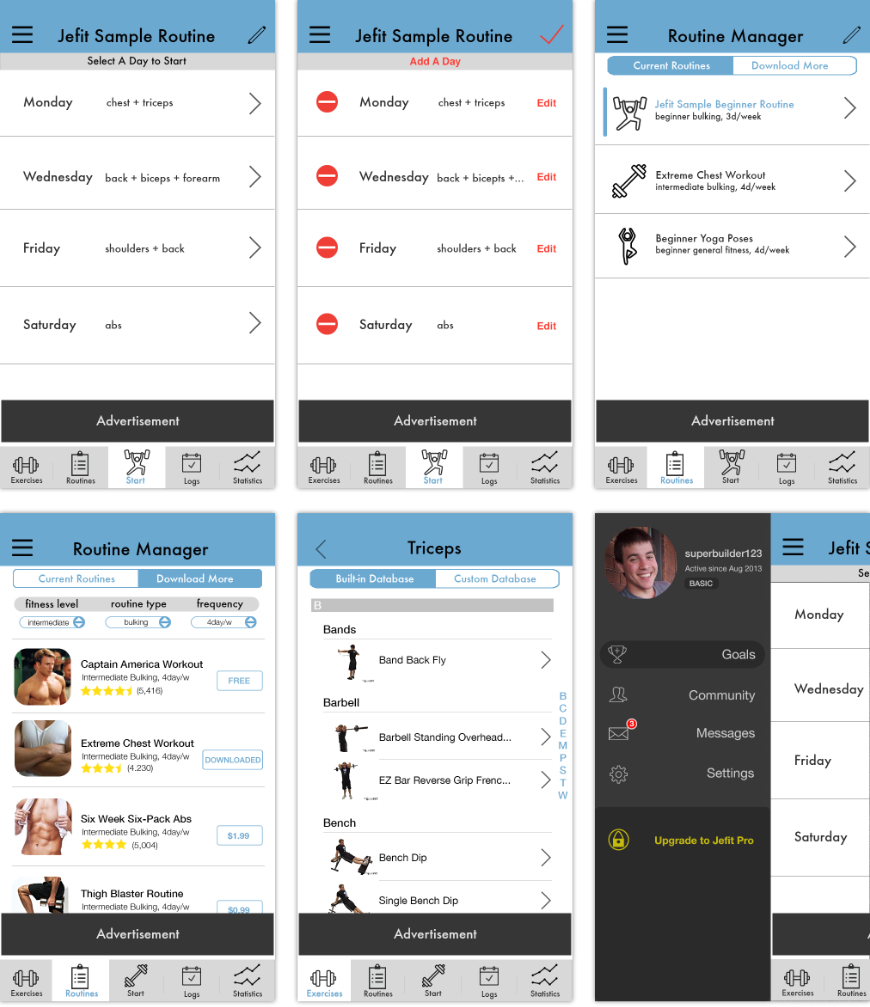 Jefit Sample Routine
Select A Day to Start
Monday chest + triceps
Wednesday back + biceps + forearm
Friday shoulders + back
Saturday abs
Advertisement
Exercises Routines Start Logs Statistics
Jefit Sample Routine
Add A Day
Monday chest + triceps Edit
Wednesday back + bicepts +... Edit
Friday shoulders + back Edit
Saturday abs Edit
Advertisement
Exercises Routines Start Logs Statistics
Routine Manager
Current Routines Download More
Jefit Sample Beginner Routine
beginner bulking, 3d/week
Extreme Chest Workout
intermediate bulking, 4d/week
Beginner Yoga Poses
beginner general fitness, 4d/week
Advertisement
Exercises Routines Start Logs Statistics
Routine Manager
Current Routines Download More
fitness level routine type frequency
intermediate bulking 4day/w
Captain America Workout
Intermediate Bulking, 4day/w
(5,416)
FREE
Extreme Chest Workout
Intermediate Bulking, 4day/w
(4.230)
DOWNLOADED
Six Week Six-Pack Abs
Intermediate Bulking, 4day/w
(5,004)
$1.99
Thigh Blaster Routine
Intermediate Bulking, 4day/w
$0.99
Advertisement
Exercises Routines Start Logs Statistics
Triceps
Built-in Database Custom Database
B
Bands
Band Back Fly
Barbell
Barbell Standing Overhead...
EZ Bar Reverse Grip Frenc...
Bench
Bench Dip
Single Bench Dip
B
C
D
E
M
P
S
T
W
Advertisement
Exercises Routines Start Logs Statistics
superbuilder123
Active since Aug 2013
BASIC
Goals
Community
3
Messages
Settings
Upgrade to Jefit Pro
Jefit S
Se
Monday
Wednesday
Friday
Saturday
Exercises Routines